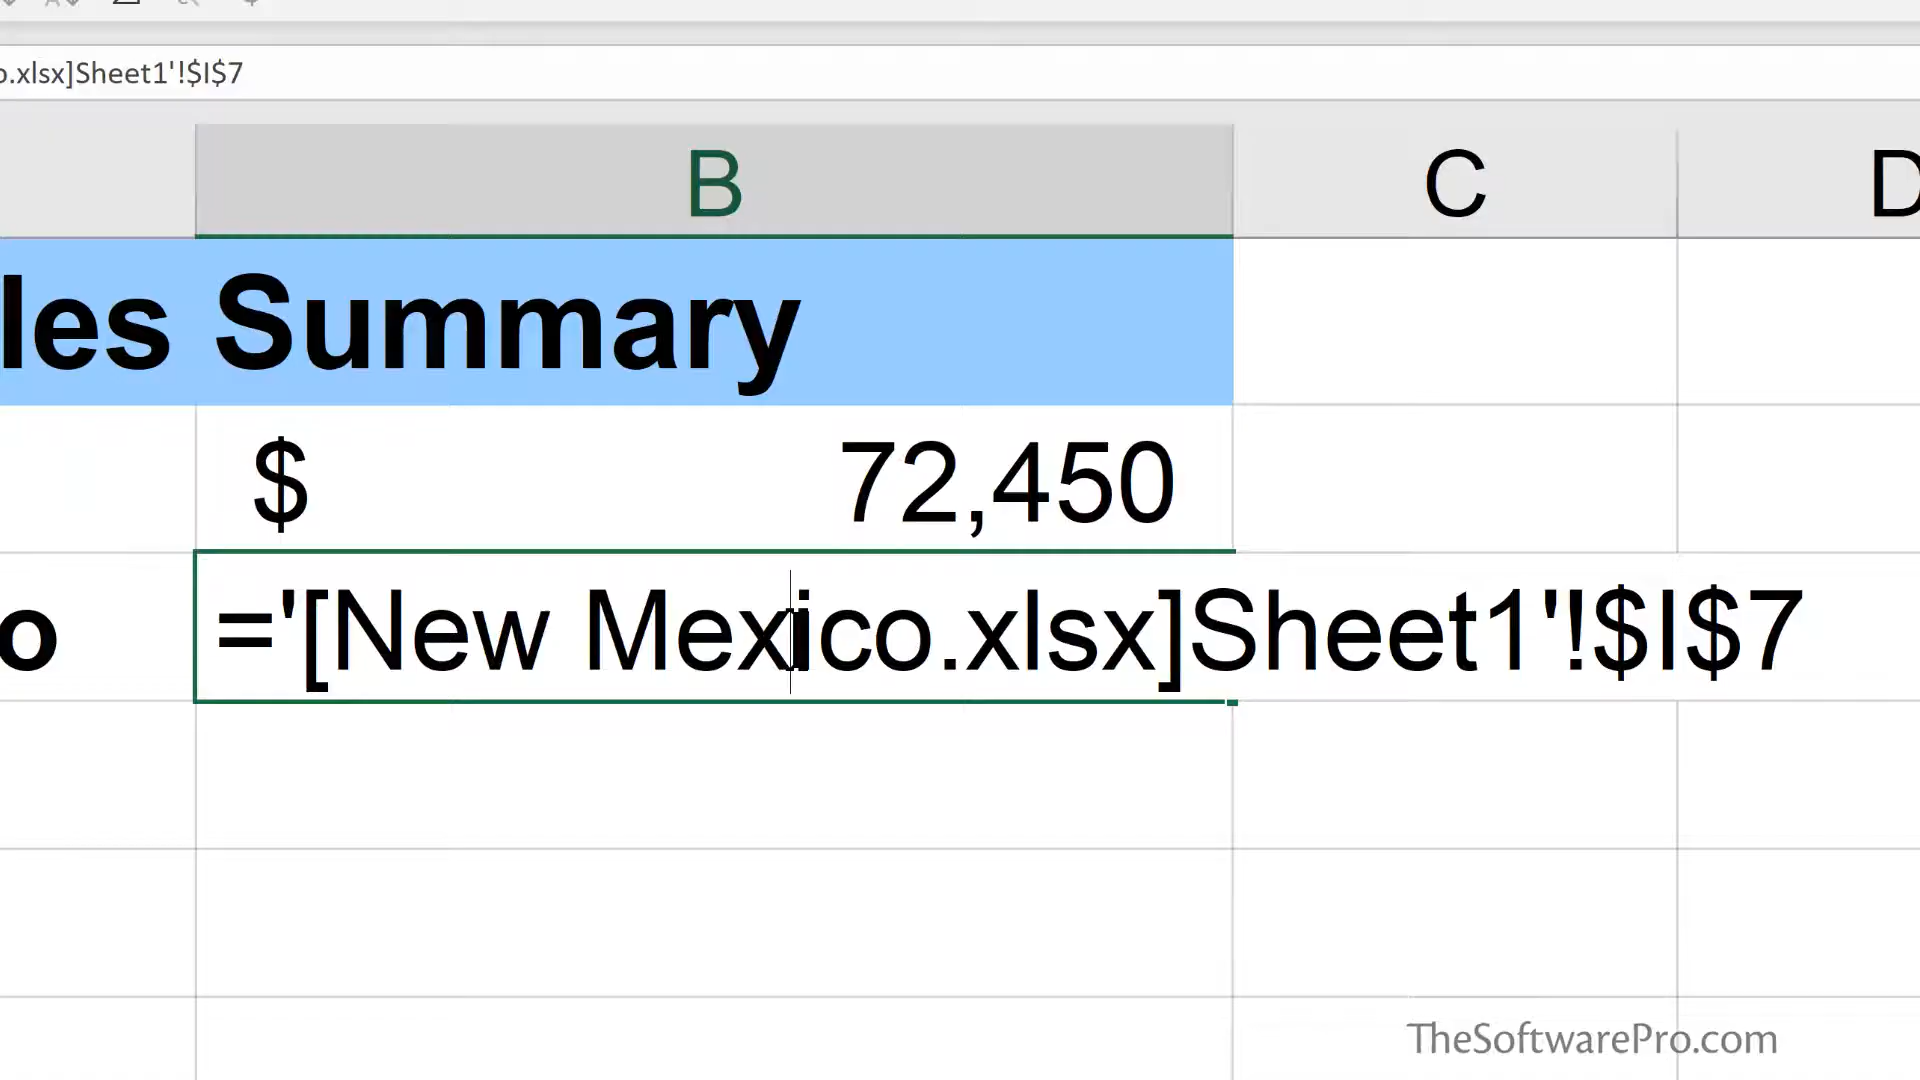 o.xlsx]Sheet1'!$I$7
B C D
les Summary
$ 72,450
o ='[New Mexico.xlsx]Sheet1'!$I$7
TheSoftwarePro.com